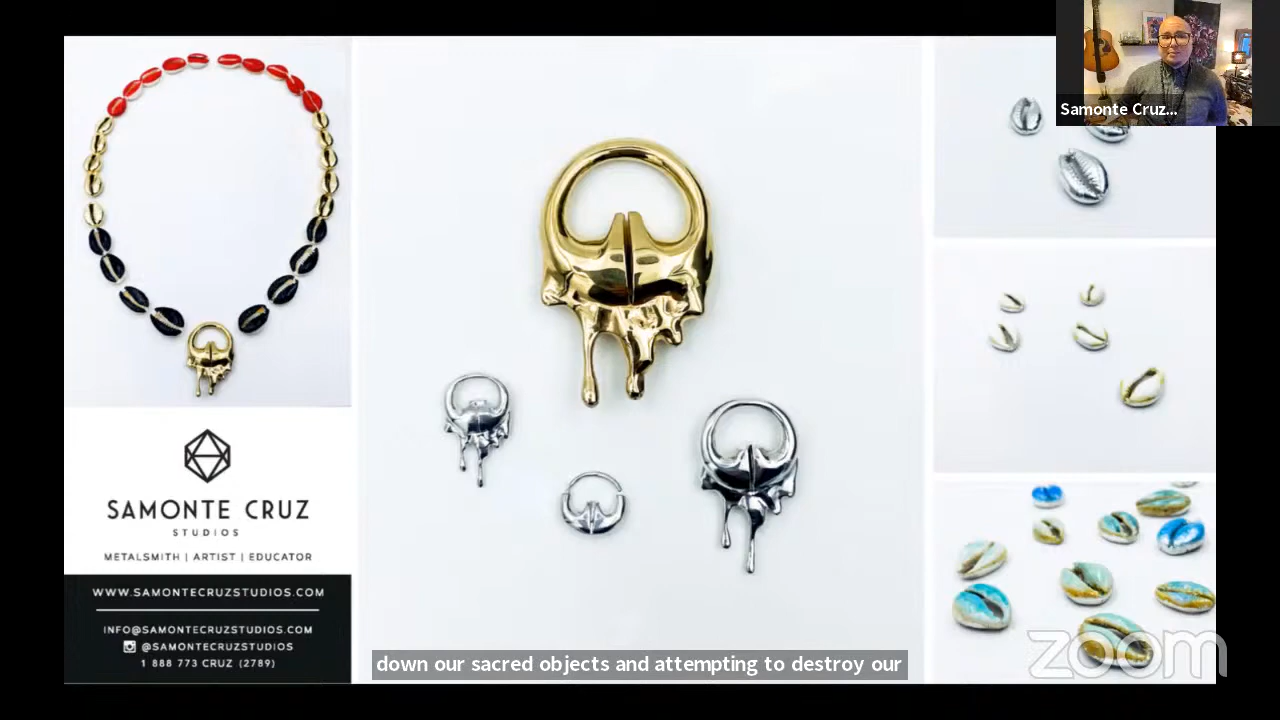 Samonte Cruz...
SAMONTE CRUZ
STUDIOS
METALSMITH | ARTIST | EDUCATOR
WWW.SAMONTECRUZSTUDIOS.COM
INFO@SAMONTECRUZSTUDIOS.COM
@SAMONTECRUZSTUDIOS
1 888 773 CRUZ (2789)
down our sacred objects and attempting to destroy our
zoom